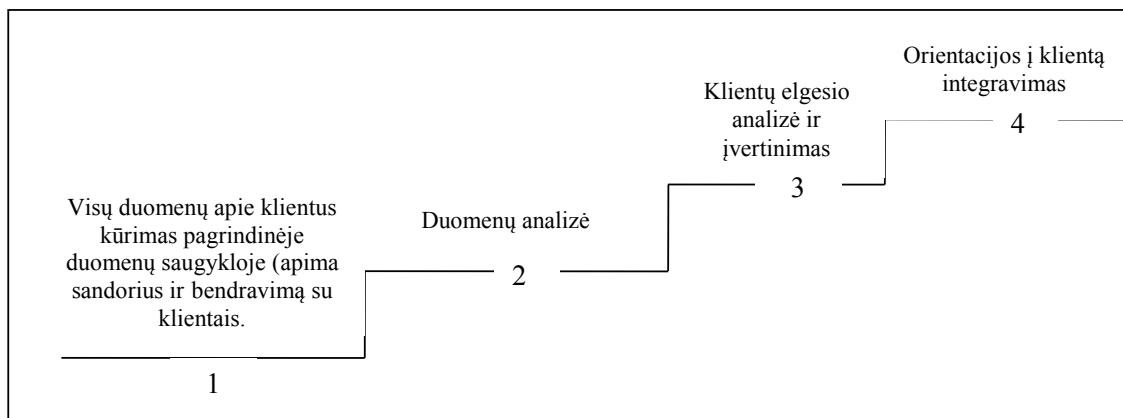 Visų duomenų apie klientus
kūrimas pagrindinėje
duomenų saugykloje (apima
sandorius ir bendravimą su
klientais.
1
Duomenų analizė
2
Klientų elgesio
analizė ir
įvertinimas
3
Orientacijos į klientą
integravimas
4